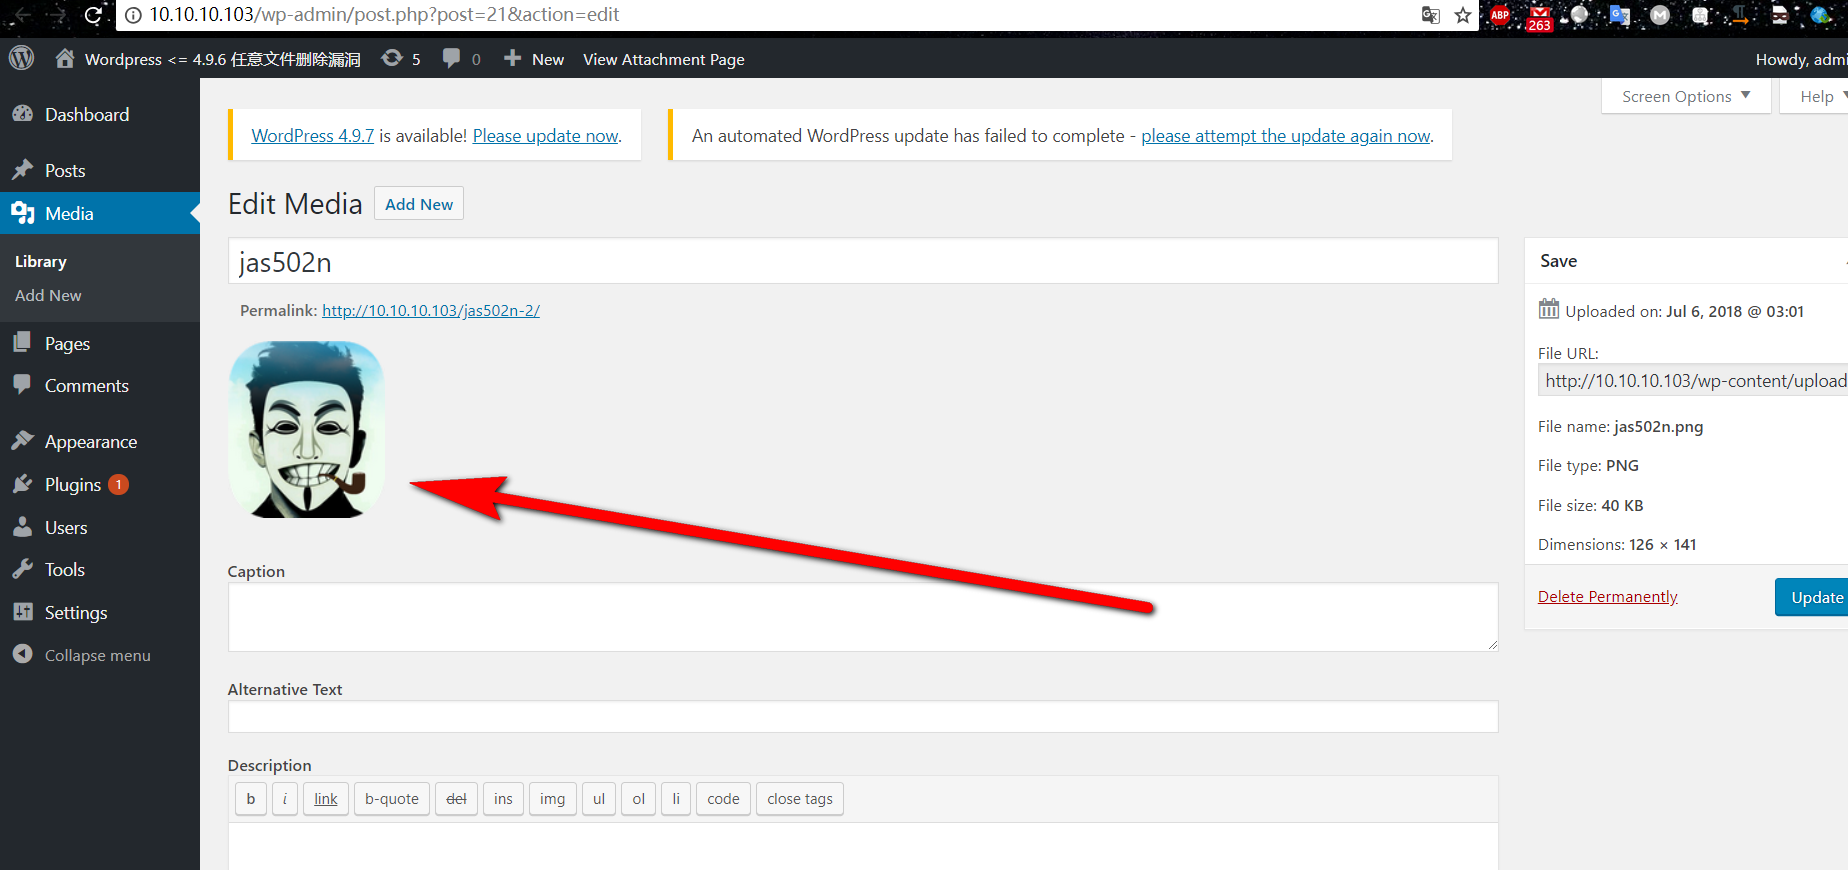 10.10.10.103/wp-admin/post.php?post=21&action=edit
ABP
263
Wordpress <= 4.9.6 任意文件删除漏洞
5
0
New
View Attachment Page
Howdy, admi
Dashboard
Posts
Media
Library
Add New
Pages
Comments
Appearance
Plugins 1
Users
Tools
Settings
Collapse menu
Screen Options
Help
WordPress 4.9.7 is available! Please update now.
An automated WordPress update has failed to complete - please attempt the update again now.
Edit Media
Add New
jas502n
Permalink: http://10.10.10.103/jas502n-2/
Caption
Alternative Text
Description
b i link b-quote del ins img ul ol li code close tags
Save
Uploaded on: Jul 6, 2018 @ 03:01
File URL:
http://10.10.10.103/wp-content/upload
File name: jas502n.png
File type: PNG
File size: 40 KB
Dimensions: 126 × 141
Delete Permanently
Update